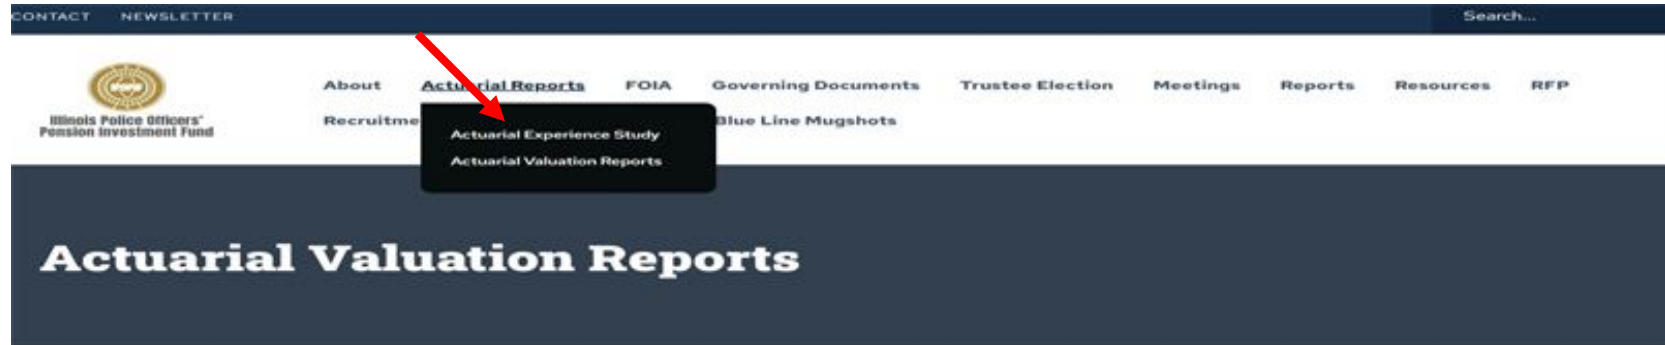 CONTACT NEWSLETTER Search...
About Actuarial Reports FOIA Governing Documents Trustee Election Meetings Reports Resources RFP
Illinois Police Officers'
Pension Investment Fund
Recruitme Blue Line Mugshots
Actuarial Experience Study
Actuarial Valuation Reports
Actuarial Valuation Reports